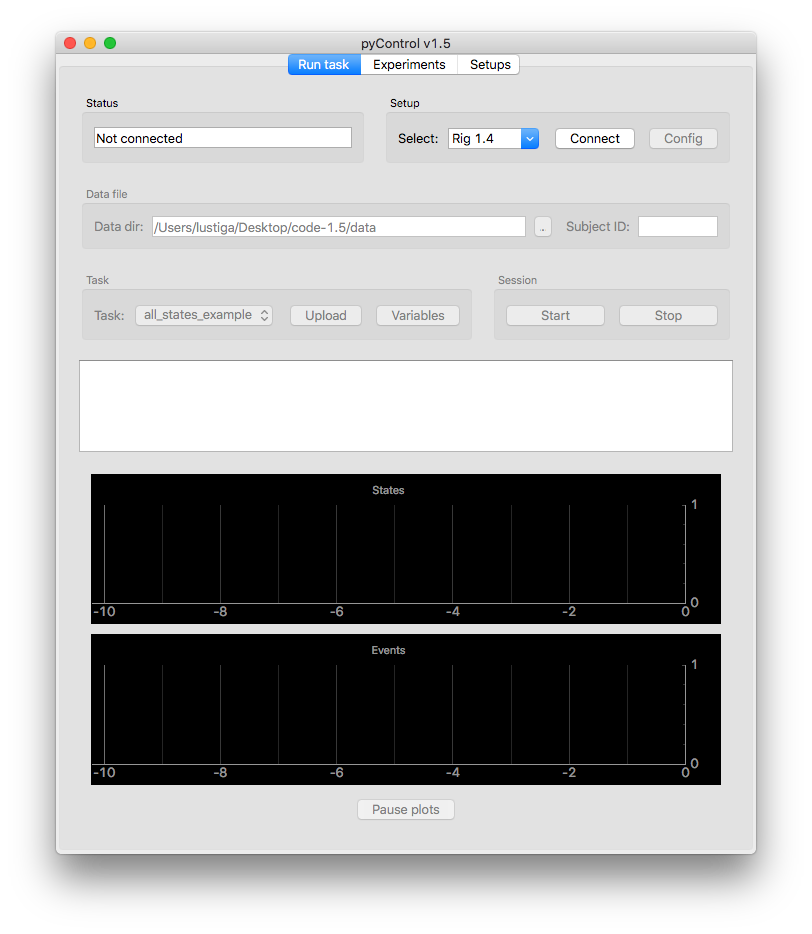 pyControl v1.5
Run task Experiments Setups
Status
Not connected
Setup
Select: Rig 1.4 Connect Config
Data file
Data dir: /Users/lustiga/Desktop/code-1.5/data . Subject ID:
Task
Task: all_states_example Upload Variables
Session
Start Stop
States
1
0
-10 -8 -6 -4 -2 0
Events
1
0
-10 -8 -6 -4 -2 0
Pause plots